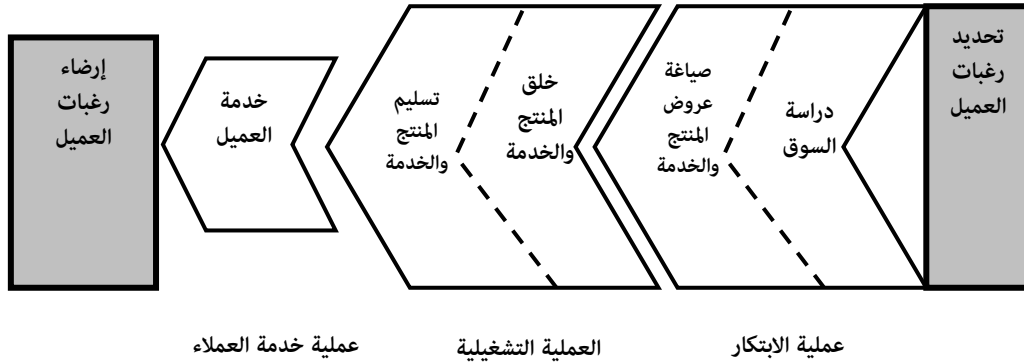 تحديد
رغبات
العميل
دراسة
السوق
صياغة
عروض
المنتج
والخدمة
خلق
المنتج
والخدمة
تسليم
المنتج
والخدمة
خدمة
العميل
إرضاء
رغبات
العميل
عملية الابتكار
العملية التشغيلية
عملية خدمة العملاء